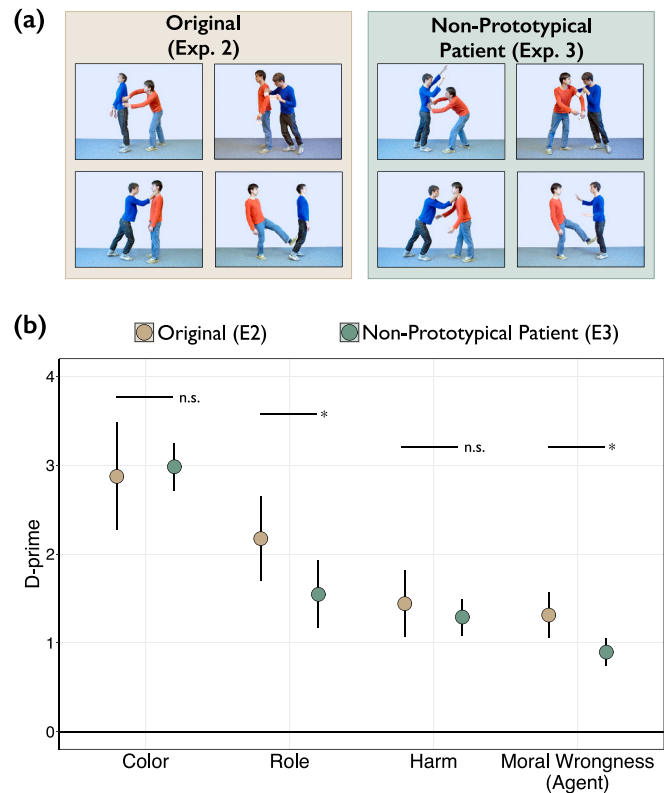 (a)
Original
(Exp. 2)
Non-Prototypical
Patient (Exp. 3)
(b)
Original (E2)
Non-Prototypical Patient (E3)
4
3
2
1
0
D-prime
n.s.
*
n.s.
*
Color
Role
Harm
Moral Wrongness
(Agent)